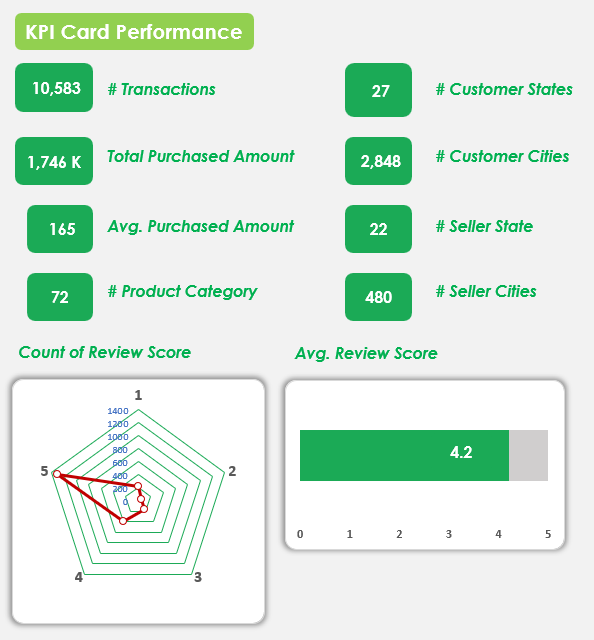 KPI Card Performance
10,583 # Transactions
27 # Customer States
1,746 K Total Purchased Amount
2,848 # Customer Cities
165 Avg. Purchased Amount
22 # Seller State
72 # Product Category
480 # Seller Cities
Count of Review Score
1
1400
1200
1000
800
600
400
200
0
5
2
4
3
Avg. Review Score
4.2
0 1 2 3 4 5